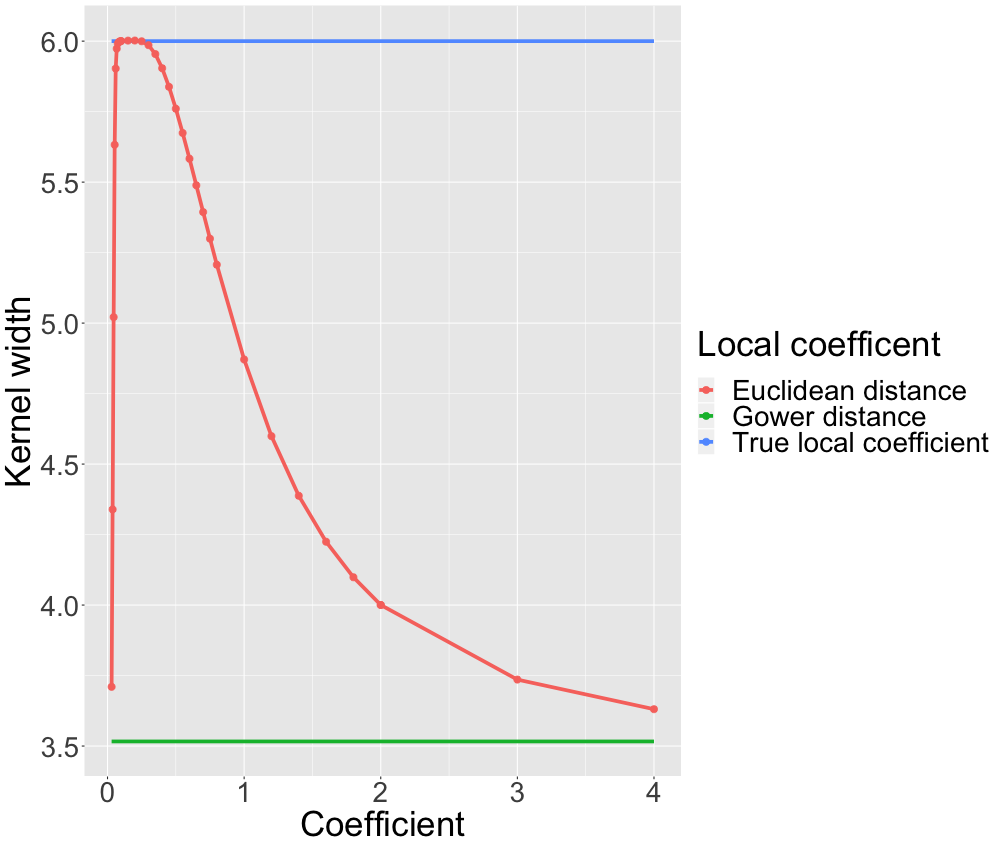 6.0
5.5
5.0
4.5
4.0
3.5
Kernel width
0 1 2 3 4
Coefficient
Local coefficent
Euclidean distance
Gower distance
True local coefficient